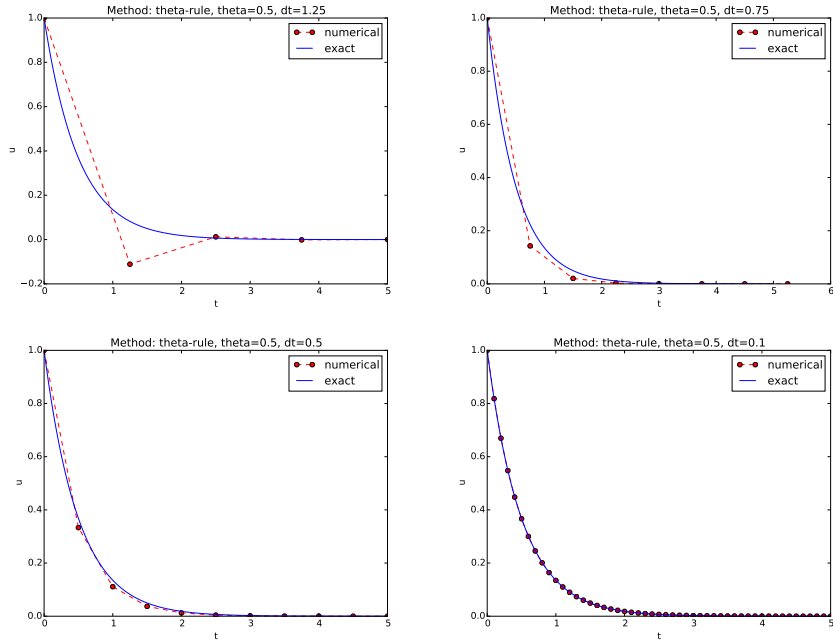 Method: theta-rule, theta=0.5, dt=1.25
1.0
0.8
0.6
0.4
0.2
0.0
−0.2
u
0 1 2 3 4 5
t
numerical
exact
Method: theta-rule, theta=0.5, dt=0.75
1.0
0.8
0.6
0.4
0.2
0.0
u
0 1 2 3 4 5 6
t
numerical
exact
Method: theta-rule, theta=0.5, dt=0.5
1.0
0.8
0.6
0.4
0.2
0.0
u
0 1 2 3 4 5
t
numerical
exact
Method: theta-rule, theta=0.5, dt=0.1
1.0
0.8
0.6
0.4
0.2
0.0
u
0 1 2 3 4 5
t
numerical
exact